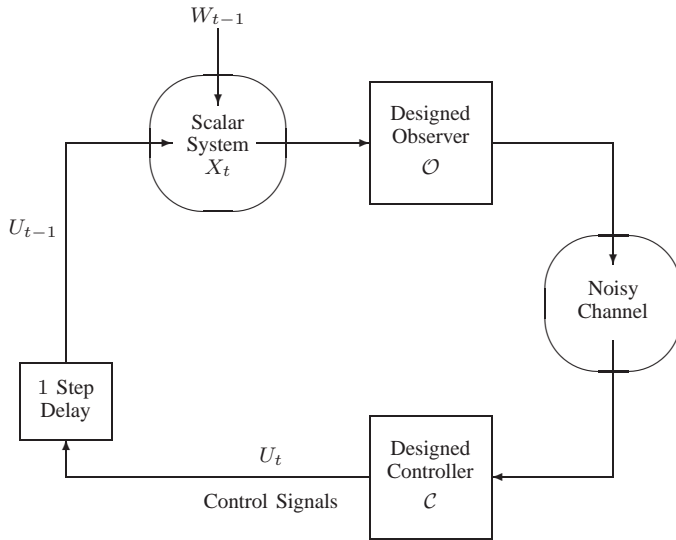 W_{t−1}
Scalar
System
X_t
Designed
Observer
𝒪
U_{t−1}
Noisy
Channel
1 Step
Delay
U_t
Control Signals
Designed
Controller
𝒞